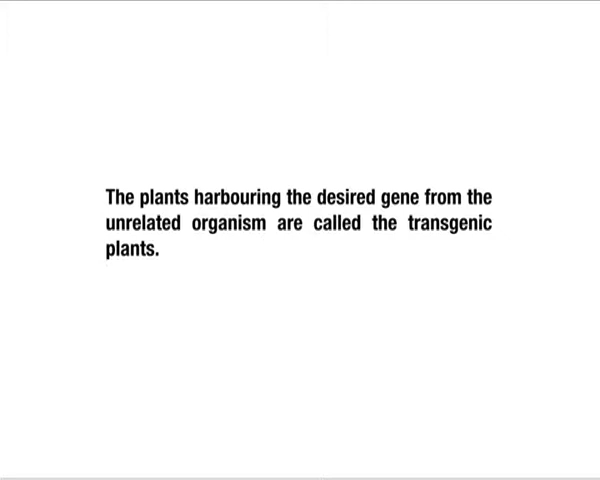 The plants harbouring the desired gene from the
unrelated organism are called the transgenic
plants.